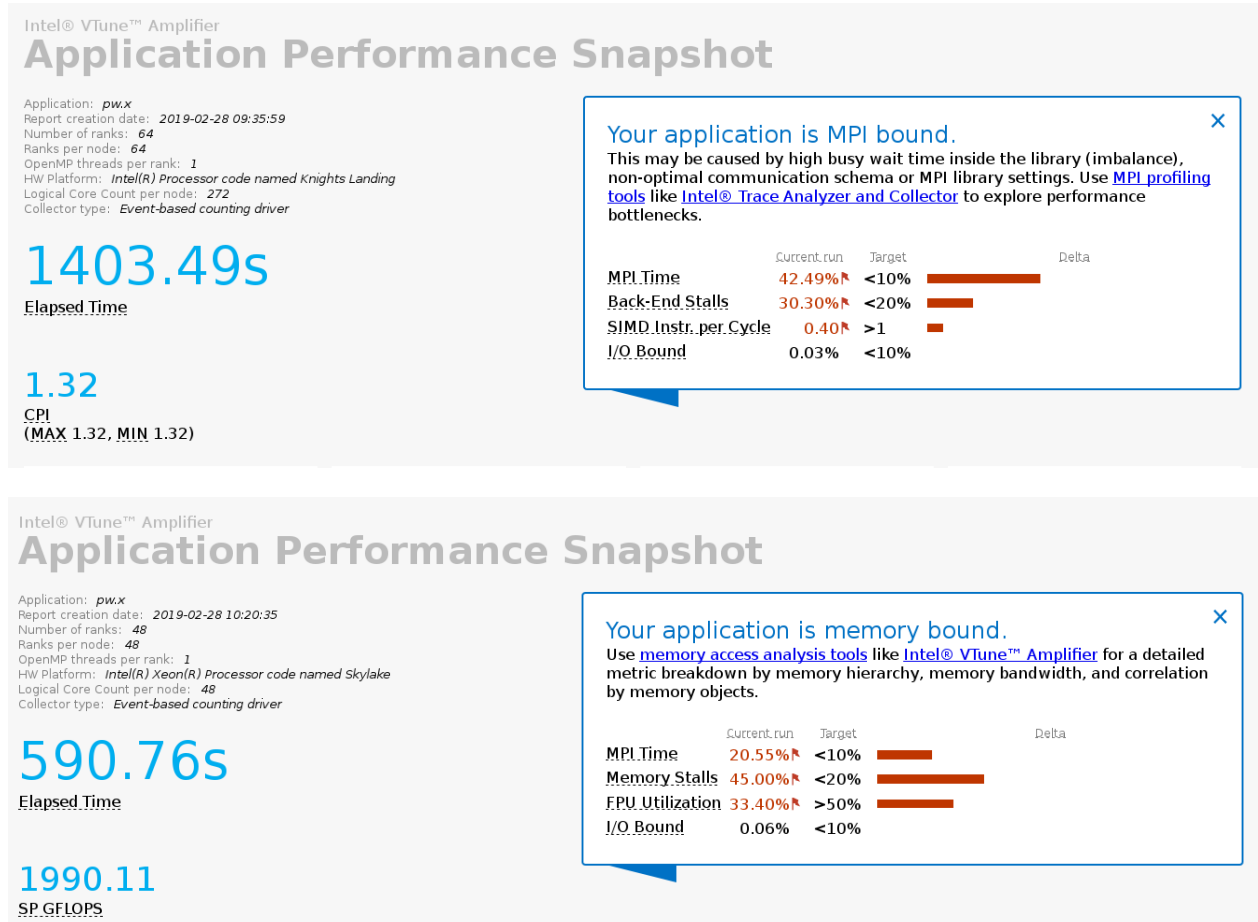 Intel® VTune™ Amplifier
Application Performance Snapshot
Application: pw.x
Report creation date: 2019-02-28 09:35:59
Number of ranks: 64
Ranks per node: 64
OpenMP threads per rank: 1
HW Platform: Intel(R) Processor code named Knights Landing
Logical Core Count per node: 272
Collector type: Event-based counting driver
1403.49s
Elapsed Time
1.32
CPI
(MAX 1.32, MIN 1.32)
Your application is MPI bound.
This may be caused by high busy wait time inside the library (imbalance),
non-optimal communication schema or MPI library settings. Use MPI profiling
tools like Intel® Trace Analyzer and Collector to explore performance
bottlenecks.
Current run Target Delta
MPI Time 42.49% <10%
Back-End Stalls 30.30% <20%
SIMD Instr. per Cycle 0.40 >1
I/O Bound 0.03% <10%
Intel® VTune™ Amplifier
Application Performance Snapshot
Application: pw.x
Report creation date: 2019-02-28 10:20:35
Number of ranks: 48
Ranks per node: 48
OpenMP threads per rank: 1
HW Platform: Intel(R) Xeon(R) Processor code named Skylake
Logical Core Count per node: 48
Collector type: Event-based counting driver
590.76s
Elapsed Time
1990.11
SP GFLOPS
Your application is memory bound.
Use memory access analysis tools like Intel® VTune™ Amplifier for a detailed
metric breakdown by memory hierarchy, memory bandwidth, and correlation
by memory objects.
Current run Target Delta
MPI Time 20.55% <10%
Memory Stalls 45.00% <20%
FPU Utilization 33.40% >50%
I/O Bound 0.06% <10%